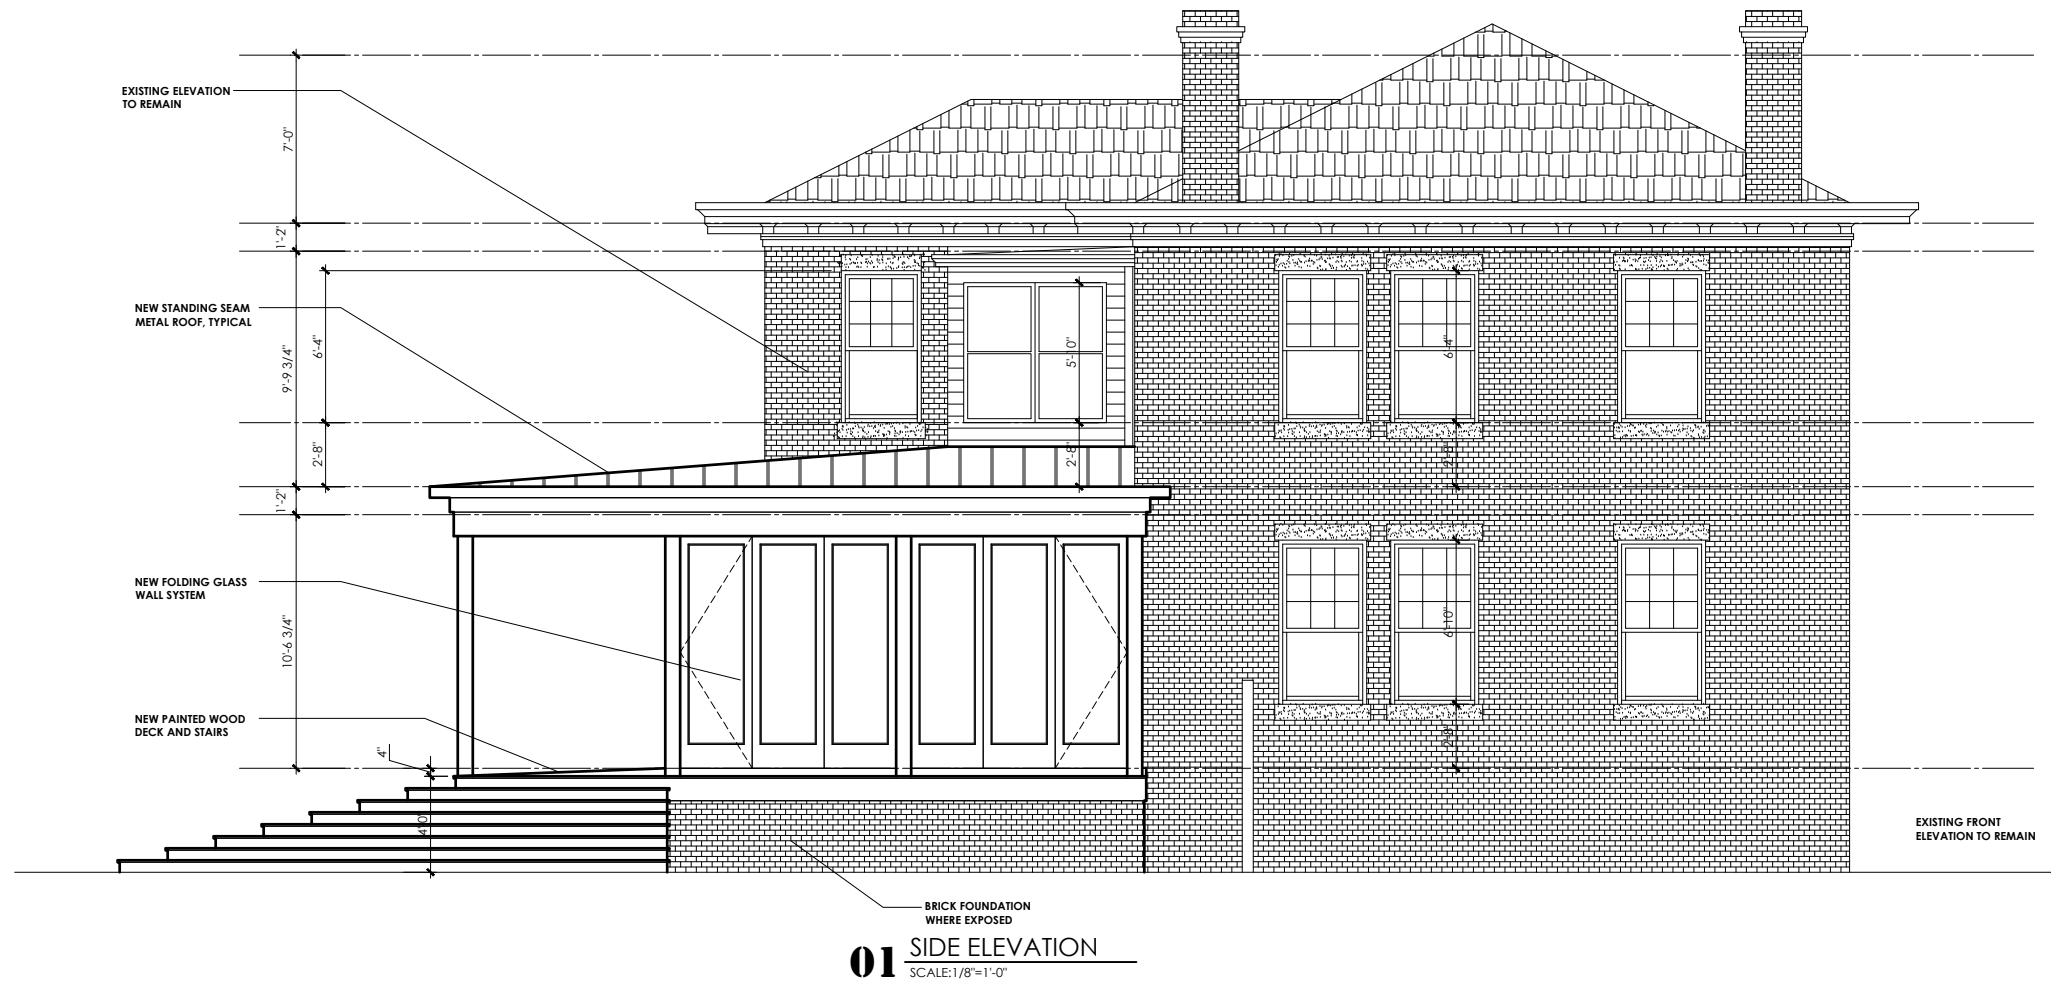 EXISTING ELEVATION
TO REMAIN
7'-0"
1'-2"
NEW STANDING SEAM
METAL ROOF, TYPICAL
9'-9 3/4"
6'-4"
5'-10"
6'-4"
2'-8"
2'-8"
2'-8"
1'-2"
NEW FOLDING GLASS
WALL SYSTEM
10'-6 3/4"
6'-10"
NEW PAINTED WOOD
DECK AND STAIRS
4"
2'-8"
4'-0"
EXISTING FRONT
ELEVATION TO REMAIN
BRICK FOUNDATION
WHERE EXPOSED
01 SIDE ELEVATION
SCALE:1/8"=1'-0"